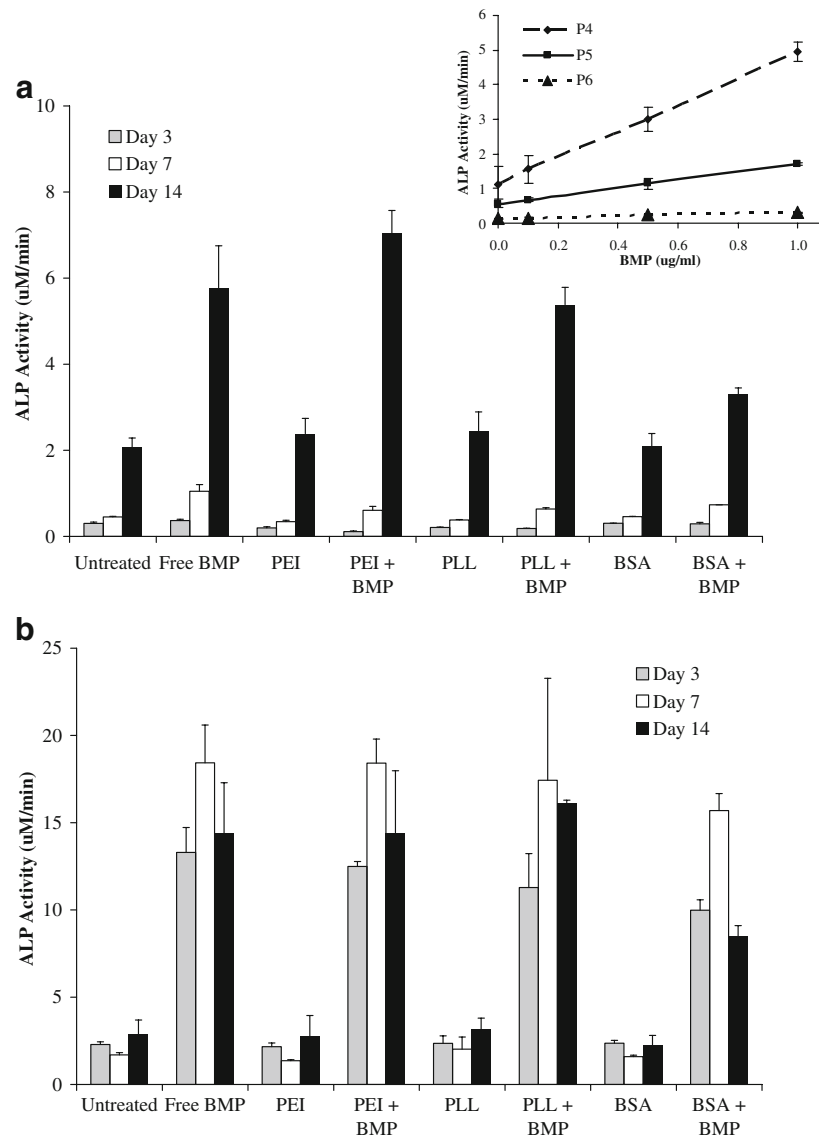 a
ALP Activity (uM/min)
10
8
6
4
2
0
Day 3
Day 7
Day 14
Untreated Free BMP PEI PEI + BMP PLL PLL + BMP BSA BSA + BMP
ALP Activity (uM/min)
6
5
4
3
2
1
0
P4
P5
P6
0.0 0.2 0.4 0.6 0.8 1.0
BMP (ug/ml)
b
ALP Activity (uM/min)
25
20
15
10
5
0
Day 3
Day 7
Day 14
Untreated Free BMP PEI PEI + BMP PLL PLL + BMP BSA BSA + BMP